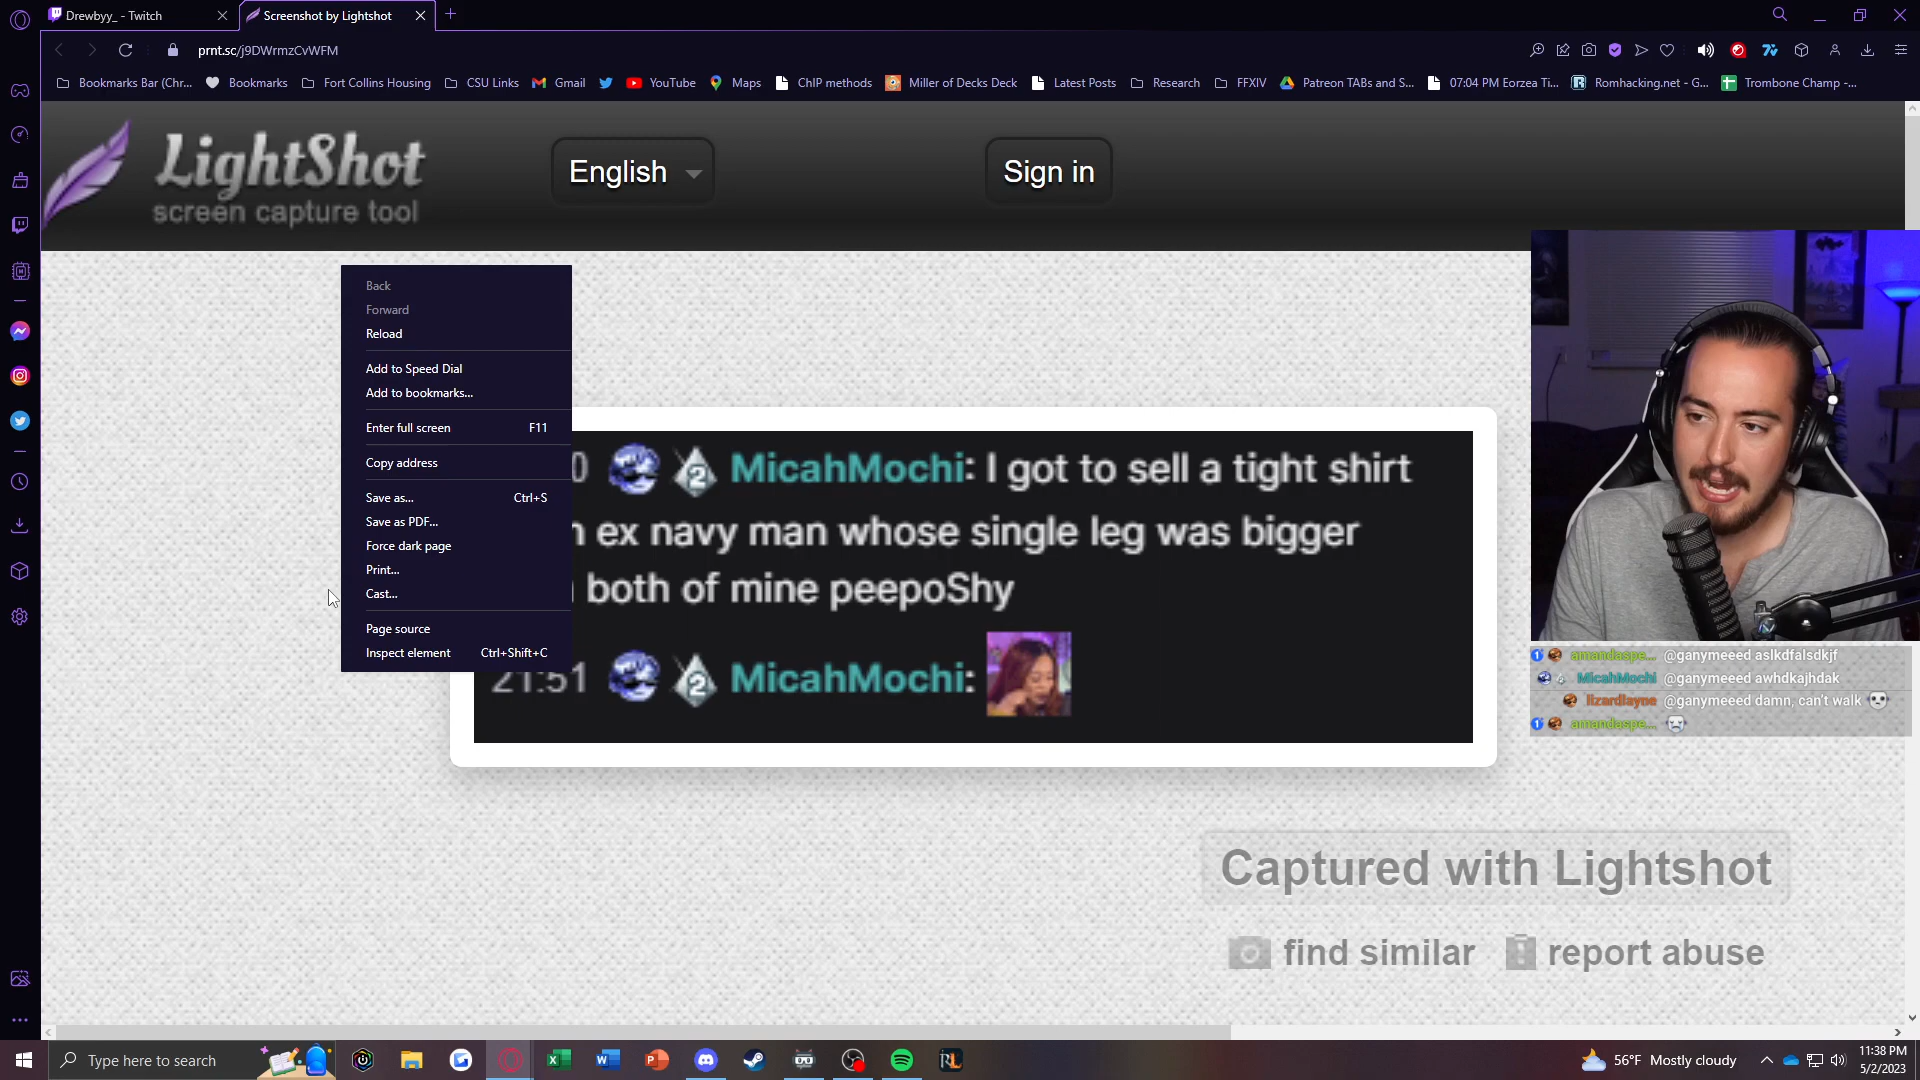 Drewbyy_ - Twitch
Screenshot by Lightshot
prnt.sc/j9DWrmzCvWFM
Bookmarks Bar (Chr...
Bookmarks
Fort Collins Housing
CSU Links
Gmail
YouTube
Maps
ChIP methods
Miller of Decks Deck
Latest Posts
Research
FFXIV
Patreon TABs and S...
07:04 PM Eorzea Ti...
Romhacking.net - G...
Trombone Champ -...
LightShot
screen capture tool
English
Sign in
Back
Forward
Reload
Add to Speed Dial
Add to bookmarks...
Enter full screen F11
Copy address
Save as... Ctrl+S
Save as PDF...
Force dark page
Print...
Cast...
Page source
Inspect element Ctrl+Shift+C
MicahMochi: I got to sell a tight shirt
ex navy man whose single leg was bigger
both of mine peepoShy
21:51 2 MicahMochi:
amandaspe... @ganymeeed aslkdfalsdkjf
MicahMochi @ganymeeed awhdkajhdak
lizardlayne @ganymeeed damn, can't walk
amandaspe...
Captured with Lightshot
find similar
report abuse
Type here to search
56°F Mostly cloudy
11:38 PM
5/2/2023